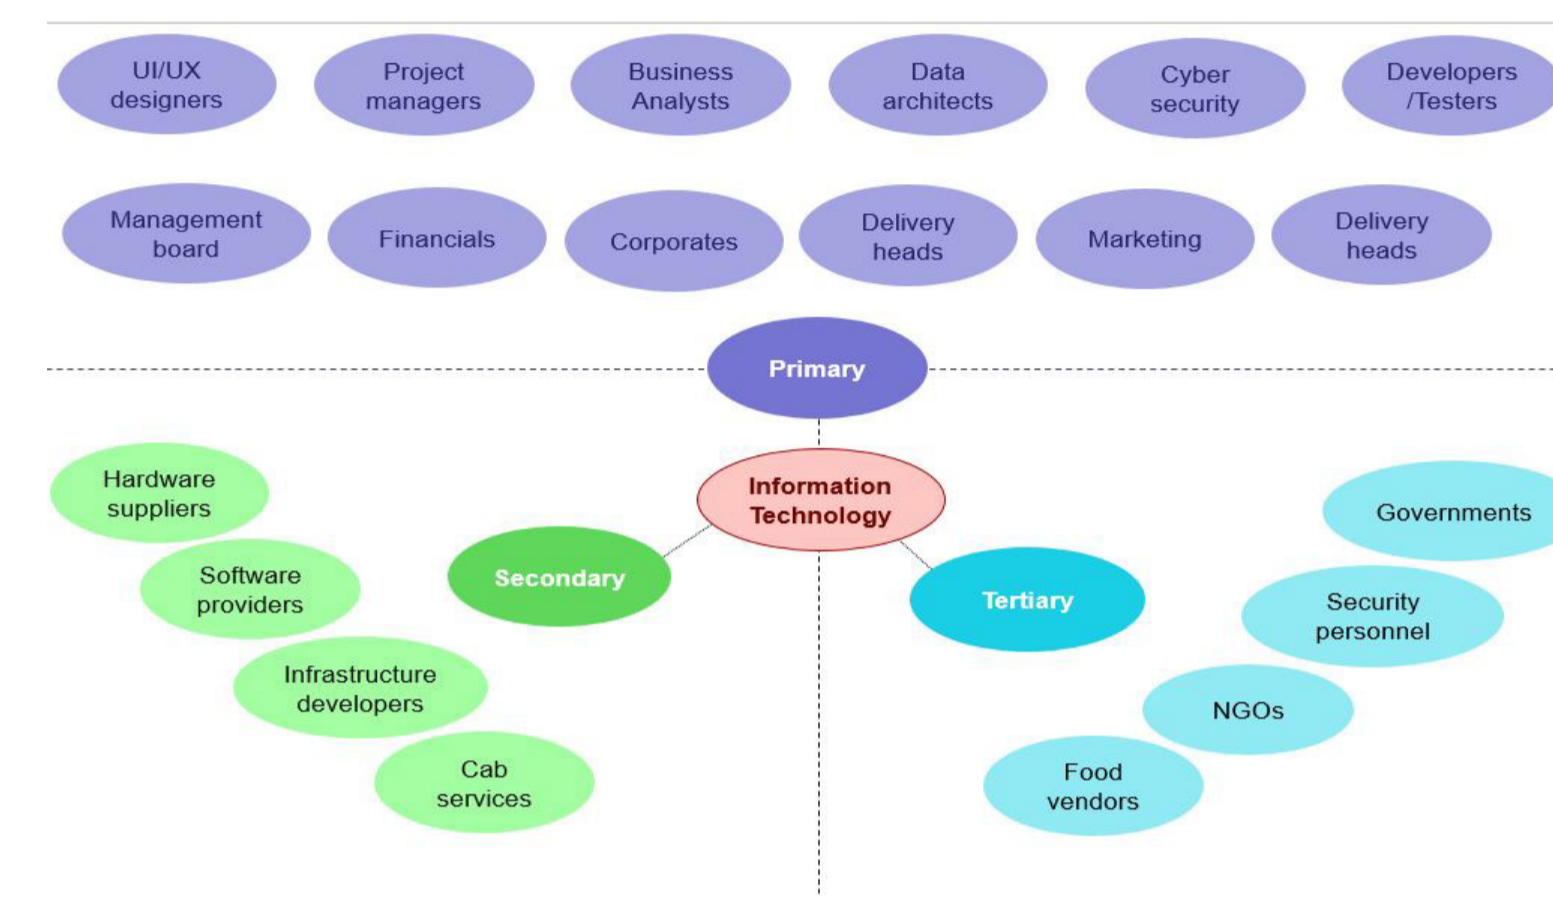 UI/UX
designers
Project
managers
Business
Analysts
Data
architects
Cyber
security
Developers
/Testers
Management
board
Financials
Corporates
Delivery
heads
Marketing
Delivery
heads
Primary
Information
Technology
Secondary
Tertiary
Hardware
suppliers
Software
providers
Infrastructure
developers
Cab
services
Governments
Security
personnel
NGOs
Food
vendors